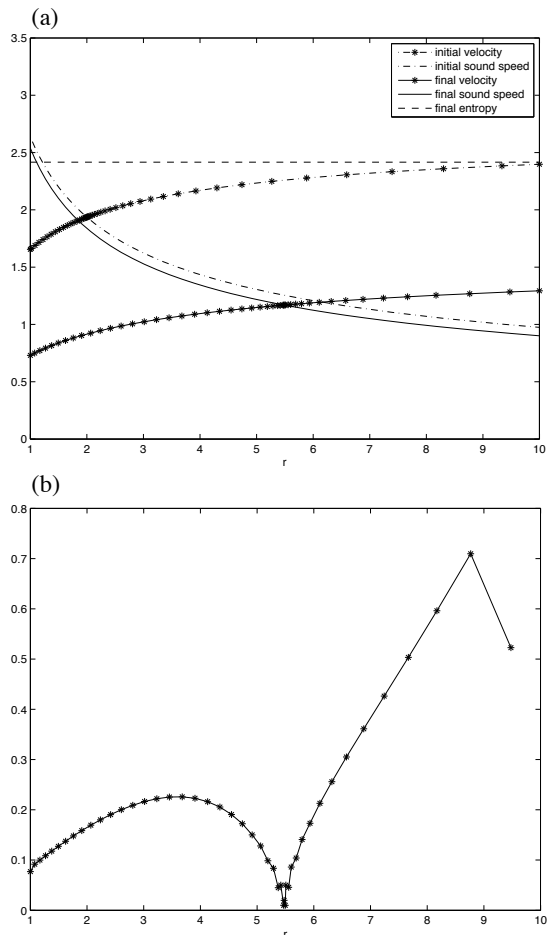 (a)
3.5
3
2.5
2
1.5
1
0.5
0
initial velocity
initial sound speed
final velocity
final sound speed
final entropy
1 2 3 4 5 6 7 8 9 10
r
(b)
0.8
0.7
0.6
0.5
0.4
0.3
0.2
0.1
0
1 2 3 4 5 6 7 8 9 10
r